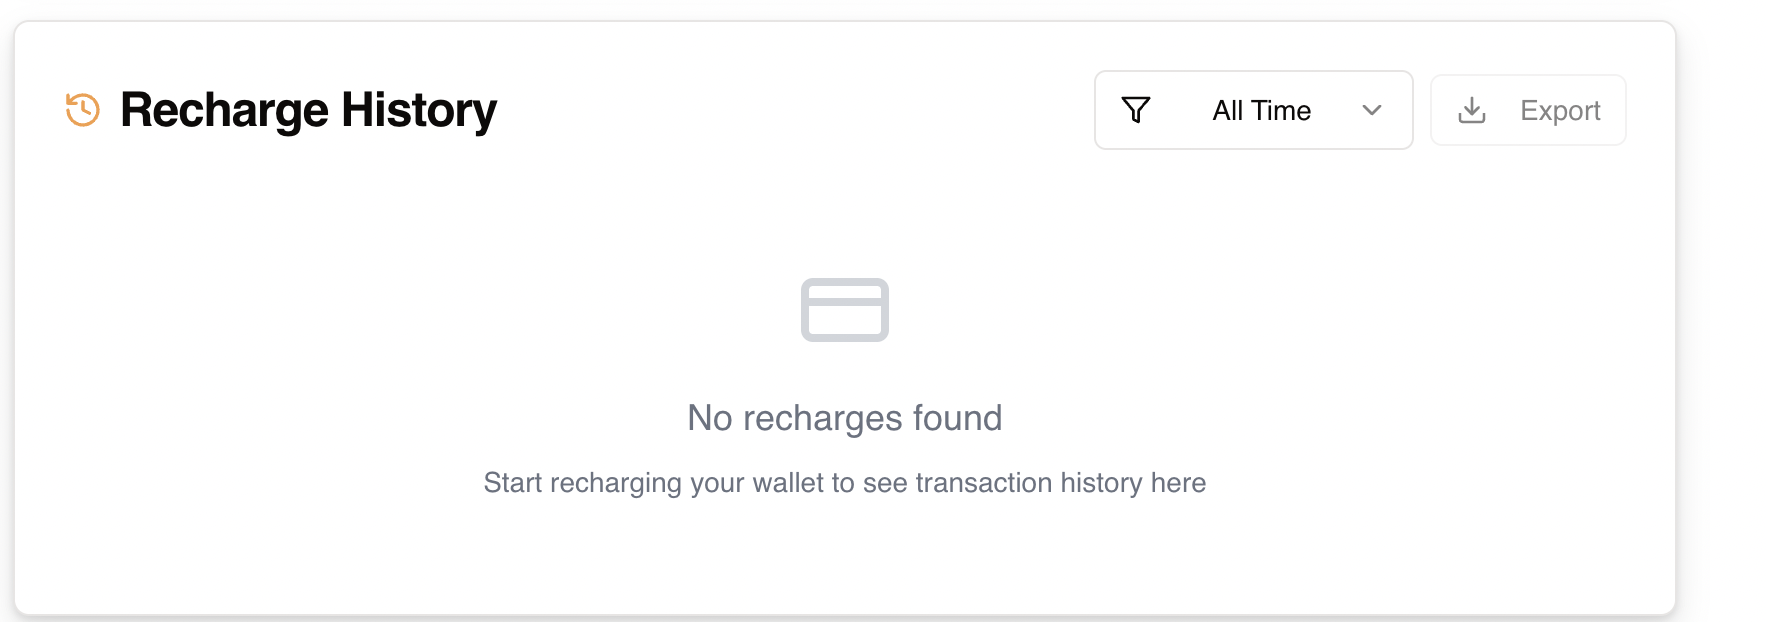 Recharge History
All Time
Export
No recharges found
Start recharging your wallet to see transaction history here